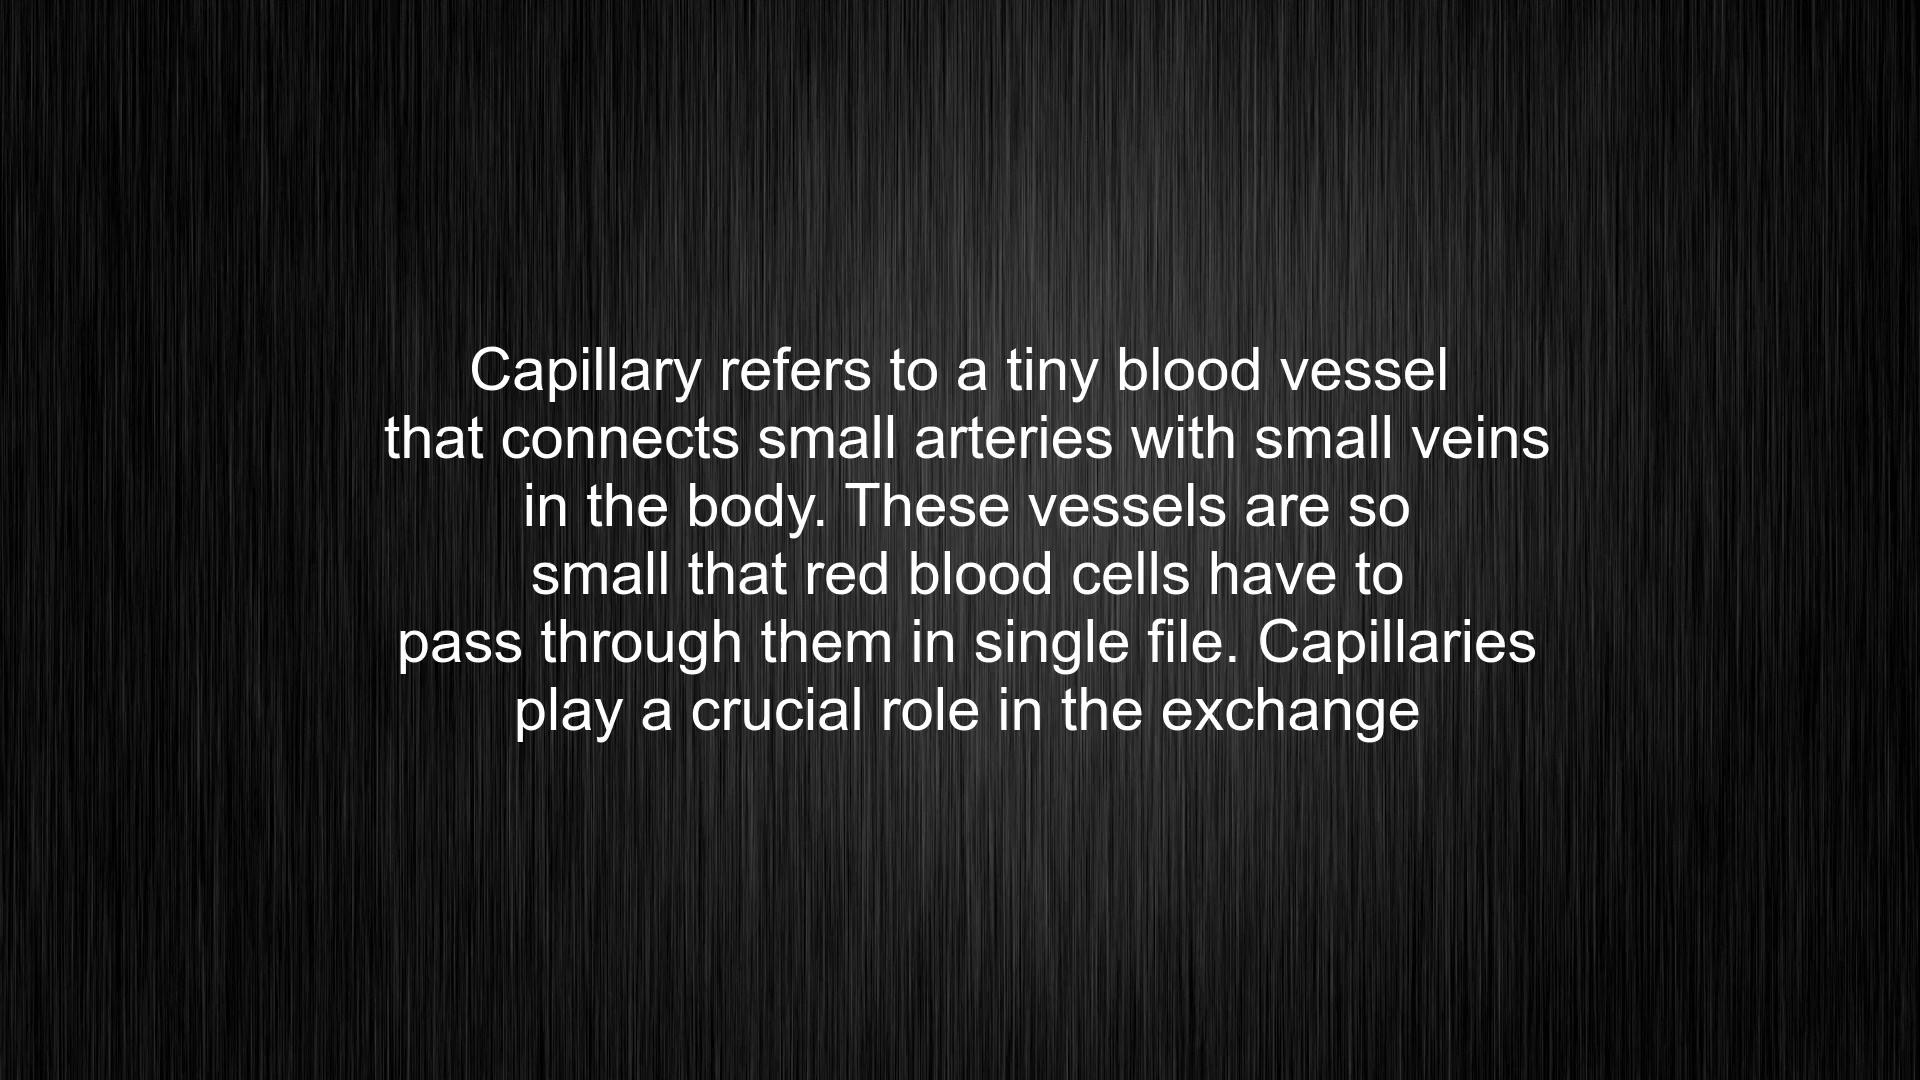 Capillary refers to a tiny blood vessel
that connects small arteries with small veins
in the body. These vessels are so
small that red blood cells have to
pass through them in single file. Capillaries
play a crucial role in the exchange